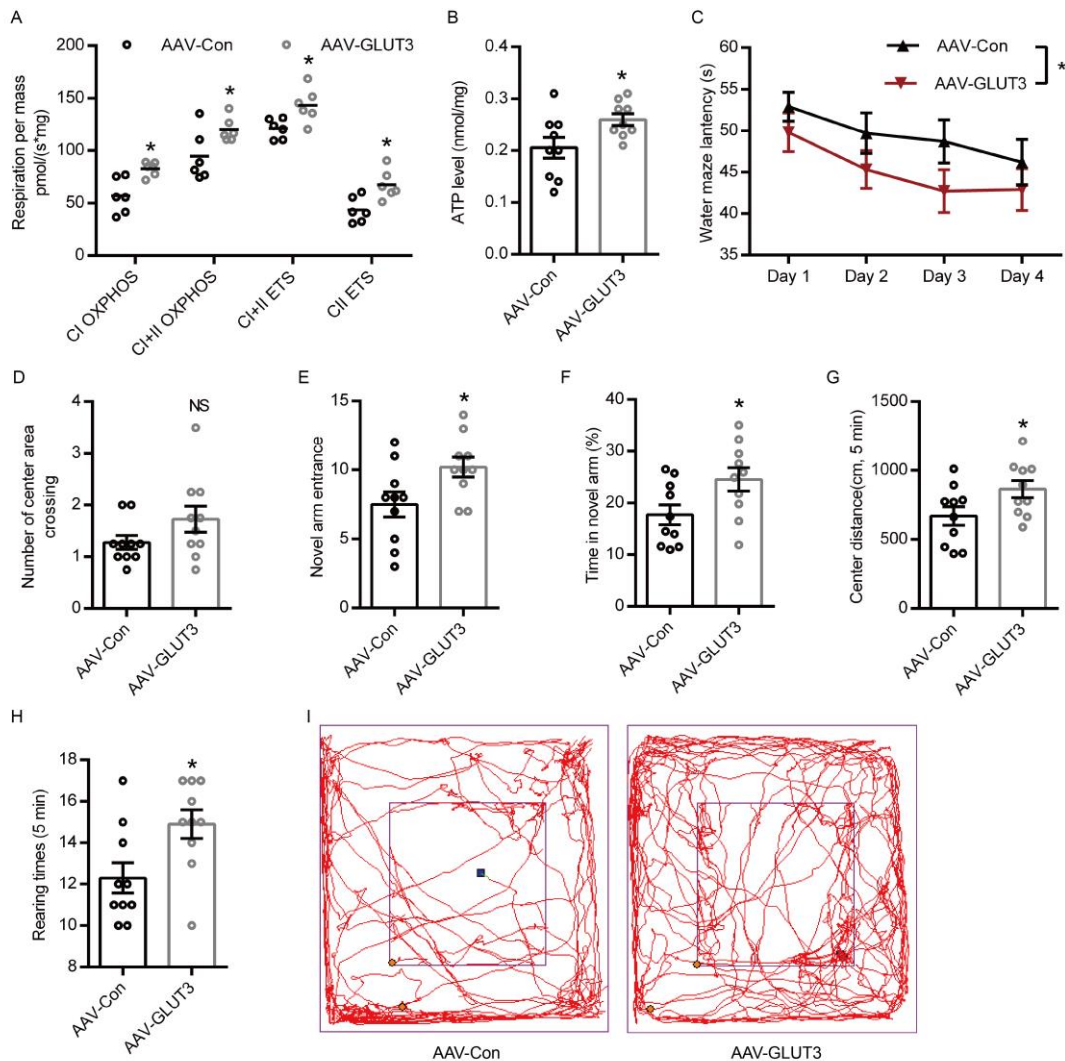 A
AAV-Con
AAV-GLUT3
Respiration per mass
pmol/(s*mg)
200
150
100
50
0
*
*
*
*
CI OXPHOS
CI+II OXPHOS
CI+II ETS
CII ETS
B
ATP level (nmol/mg)
0.4
0.3
0.2
0.1
0.0
*
AAV-Con
AAV-GLUT3
C
Water maze lantency (s)
60
55
50
45
40
35
AAV-Con
AAV-GLUT3
*
Day 1
Day 2
Day 3
Day 4
D
Number of center area
crossing
4
3
2
1
0
NS
AAV-Con
AAV-GLUT3
E
Novel arm entrance
15
10
5
0
*
AAV-Con
AAV-GLUT3
F
Time in novel arm (%)
40
30
20
10
0
*
AAV-Con
AAV-GLUT3
G
Center distance(cm, 5 min)
1500
1000
500
0
*
AAV-Con
AAV-GLUT3
H
Rearing times (5 min)
18
16
14
12
10
8
*
AAV-Con
AAV-GLUT3
I
AAV-Con
AAV-GLUT3